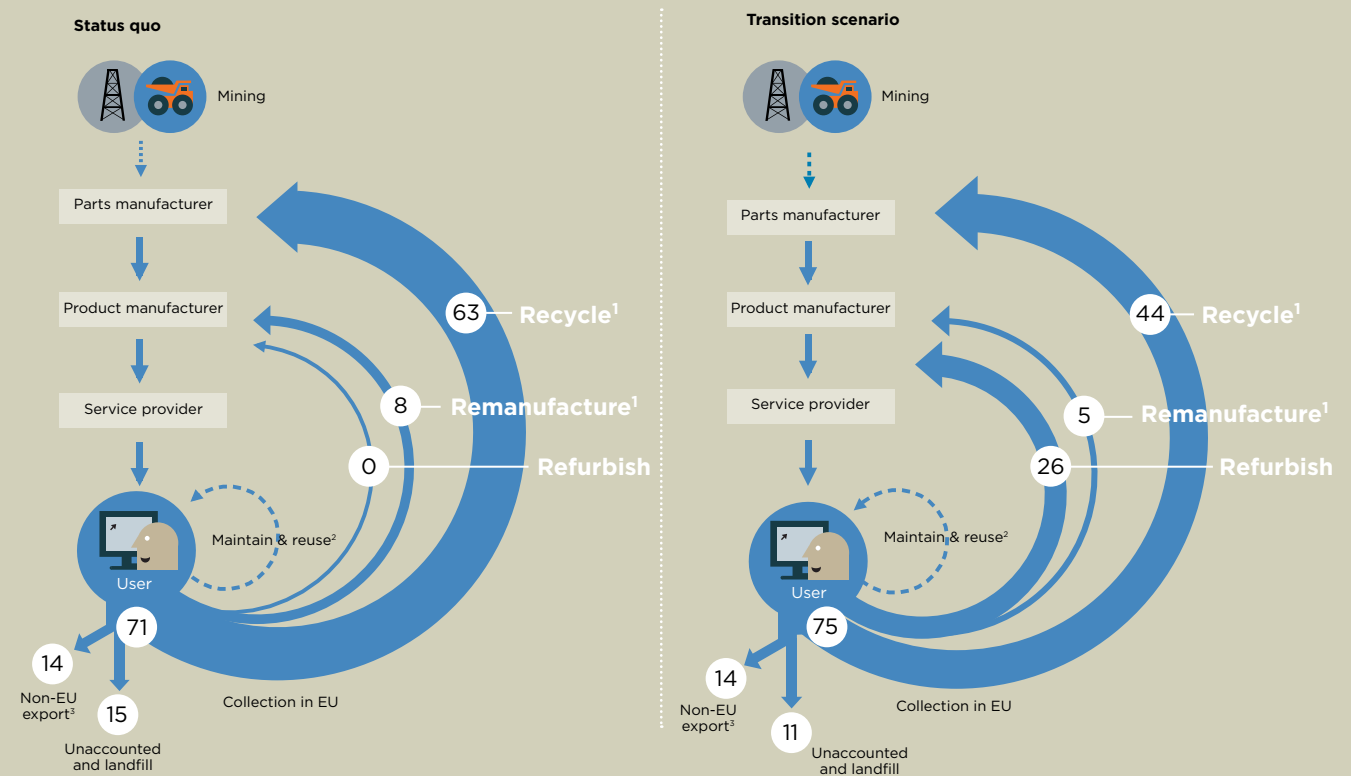 Status quo
Mining
Parts manufacturer
Product manufacturer
Service provider
63
Recycle¹
8
Remanufacture¹
0
Refurbish
Maintain & reuse²
User
71
14
Non-EU
export³
15
Unaccounted
and landfill
Collection in EU
Transition scenario
Mining
Parts manufacturer
Product manufacturer
Service provider
44
Recycle¹
5
Remanufacture¹
26
Refurbish
Maintain & reuse²
User
75
14
Non-EU
export³
11
Unaccounted
and landfill
Collection in EU